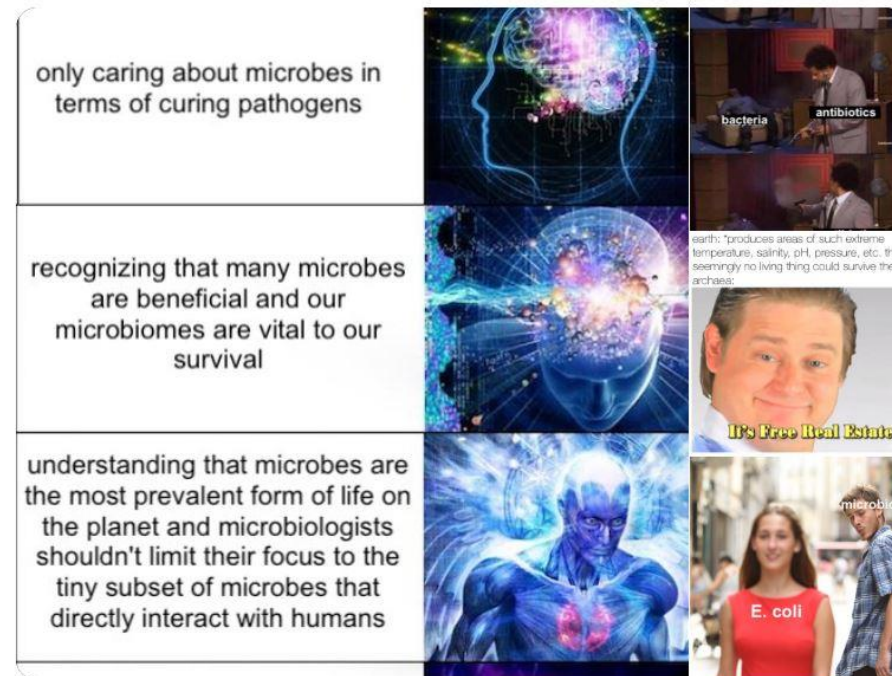 only caring about microbes in
terms of curing pathogens
recognizing that many microbes
are beneficial and our
microbiomes are vital to our
survival
understanding that microbes are
the most prevalent form of life on
the planet and microbiologists
shouldn't limit their focus to the
tiny subset of microbes that
directly interact with humans
bacteria
antibiotics
earth: *produces areas of such extreme
temperature, salinity, pH, pressure, etc.
seemingly no living thing could survive
archaea:
It's Free Real Estate
E. coli